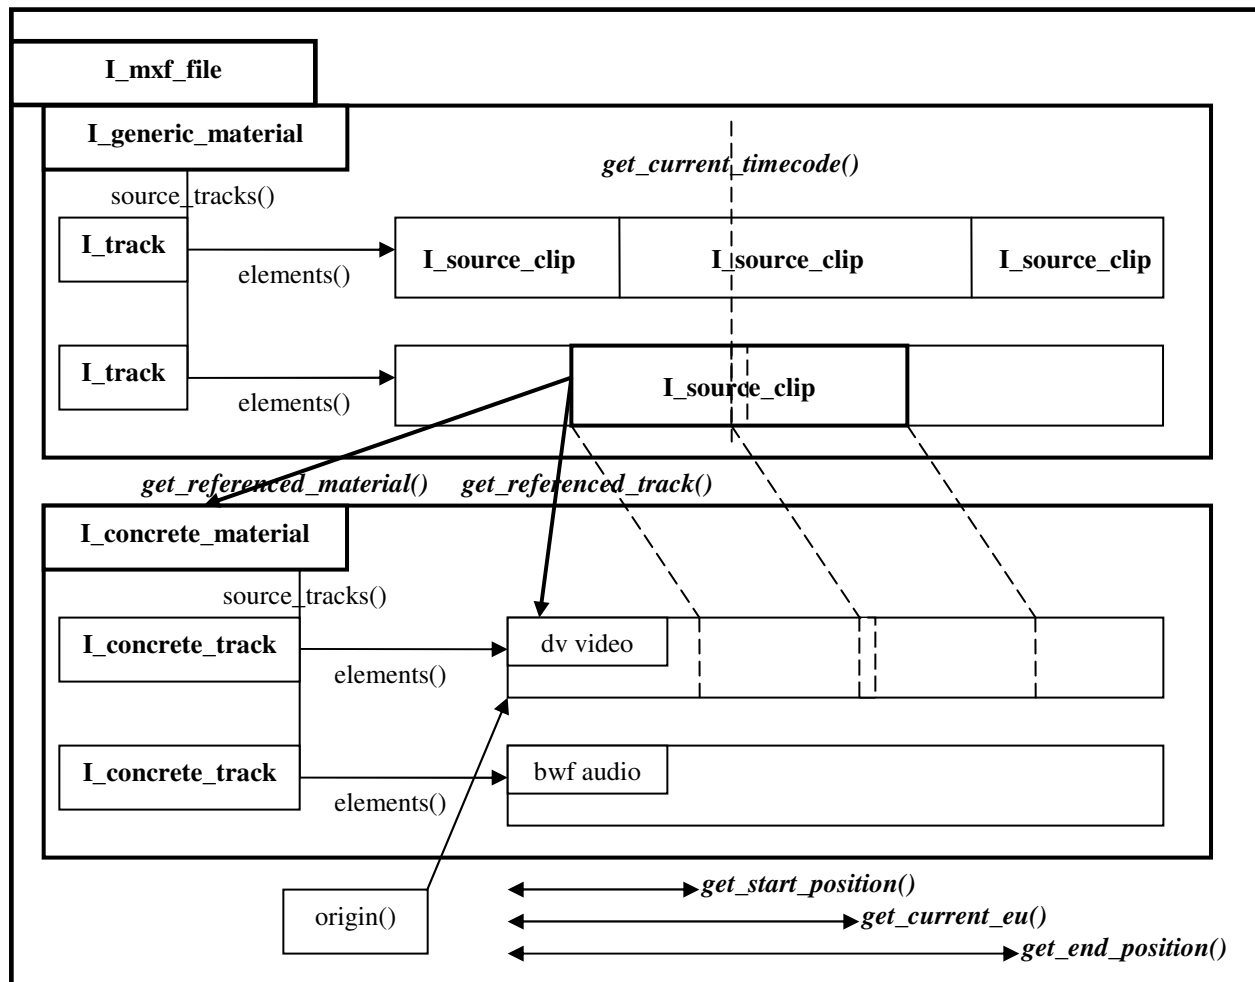 I_mxf_file
I_generic_material
get_current_timecode()
source_tracks()
I_track
I_source_clip
I_source_clip
I_source_clip
elements()
I_track
I_source_clip
elements()
get_referenced_material()
get_referenced_track()
I_concrete_material
source_tracks()
I_concrete_track
dv video
elements()
I_concrete_track
bwf audio
elements()
get_start_position()
origin()
get_current_eu()
get_end_position()